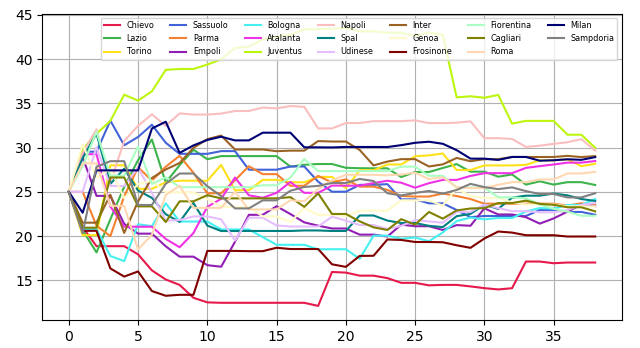 45
Chievo Sassuolo Bologna Napoli Inter Fiorentina Milan
Lazio Parma Atalanta Spal Genoa Cagliari Sampdoria
Torino Empoli Juventus Udinese Frosinone Roma
40
35
30
25
20
15
0 5 10 15 20 25 30 35